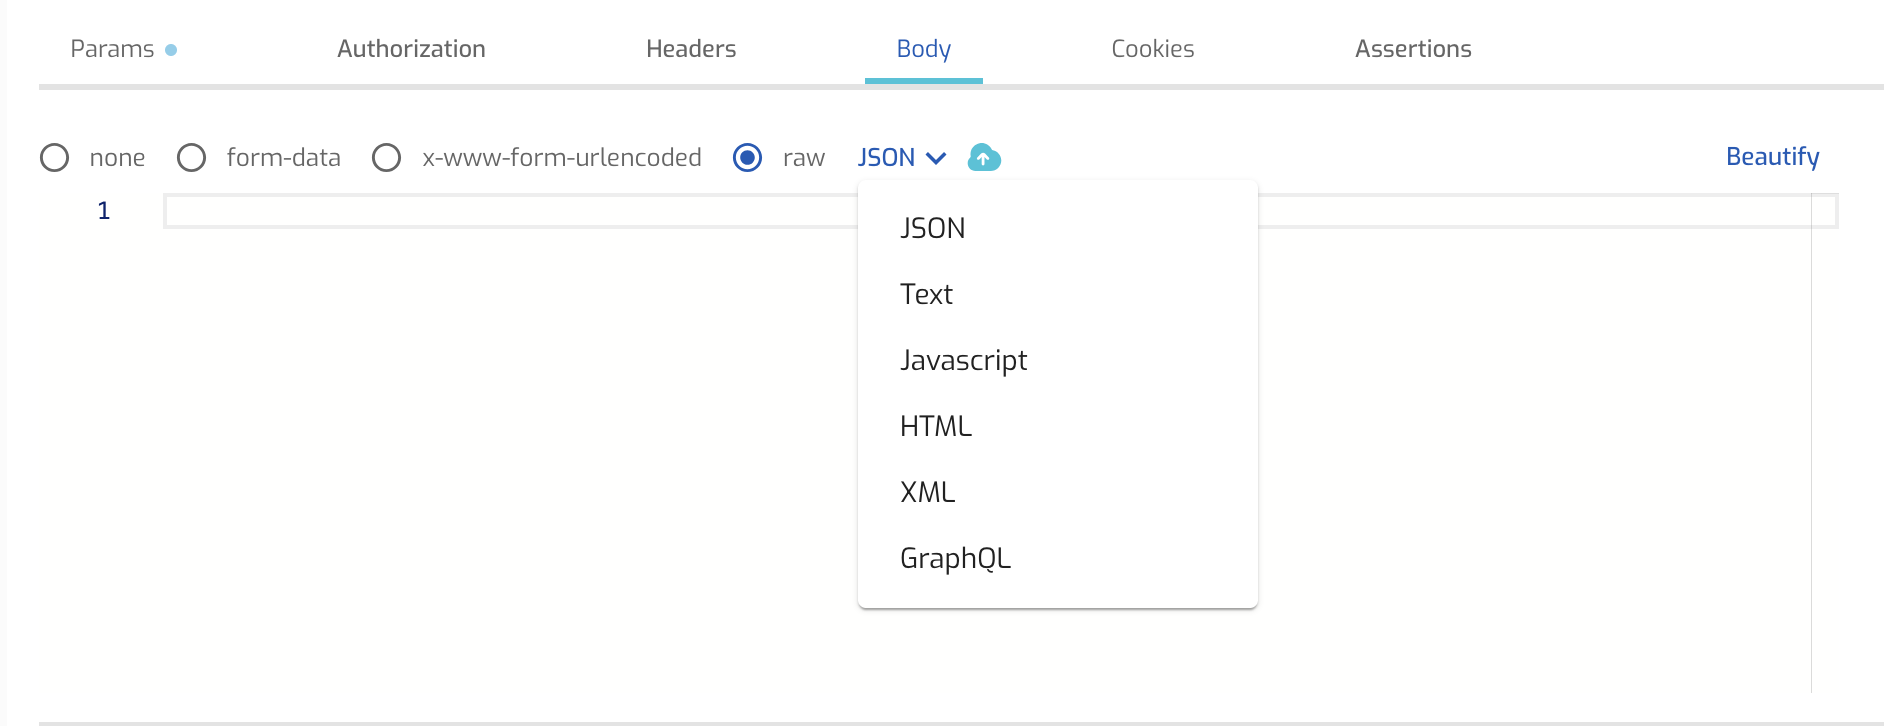 Params Authorization Headers Body Cookies Assertions
none form-data x-www-form-urlencoded raw JSON Beautify
1
JSON
Text
Javascript
HTML
XML
GraphQL